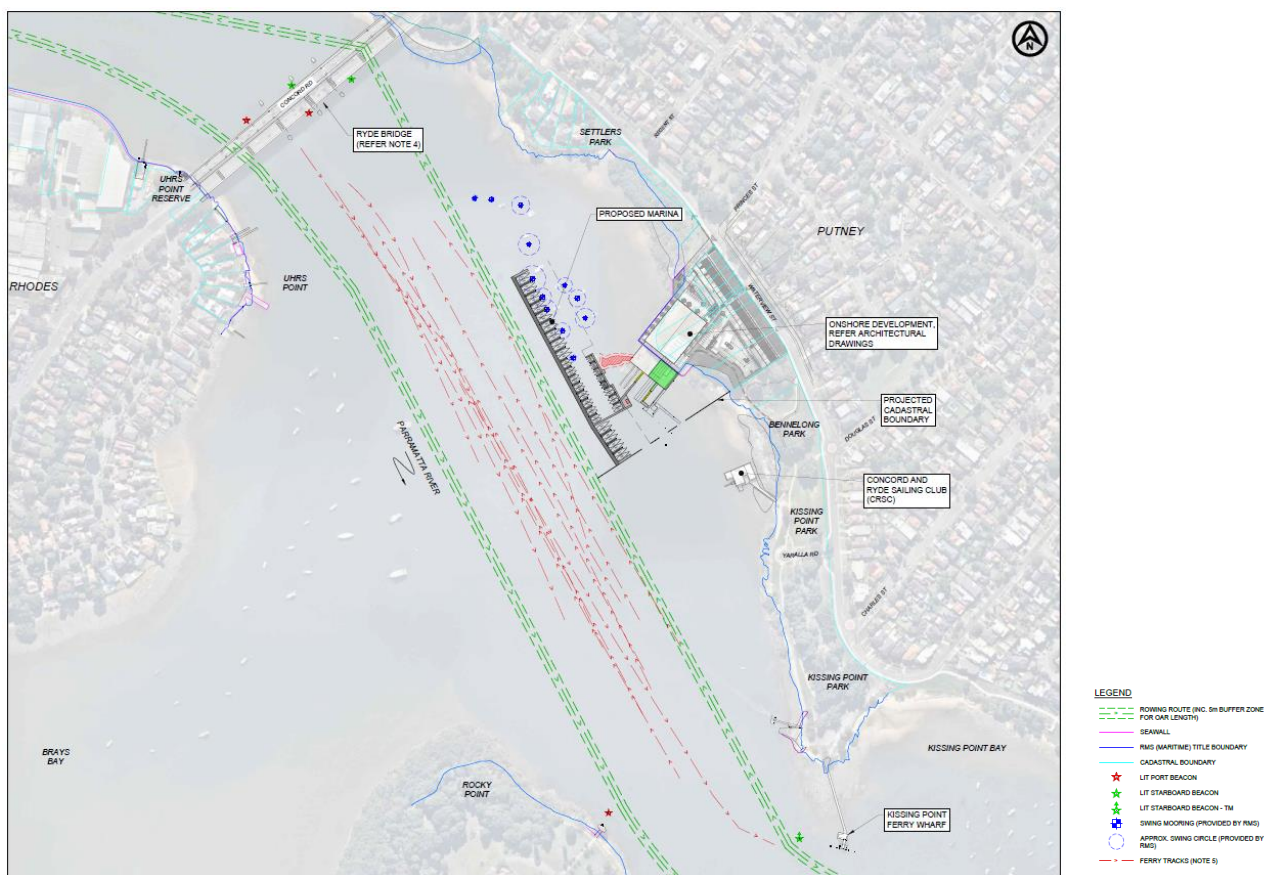 N
CONCORD RD
RYDE BRIDGE
(REFER NOTE 4)
SETTLERS
PARK
UHRS
POINT
RESERVE
PROPOSED MARINA
PRINCES ST
PUTNEY
RHODES
UHRS
POINT
WATERVIEW ST
ONSHORE DEVELOPMENT,
REFER ARCHITECTURAL
DRAWINGS
PROJECTED
CADASTRAL
BOUNDARY
PARRAMATTA
RIVER
BENNELONG
PARK
DOUGLAS ST
CONCORD AND
RYDE SAILING CLUB
(CRSC)
KISSING
POINT
PARK
YARALLA RD
CHARLES ST
KISSING POINT
PARK
BRAYS
BAY
KISSING POINT BAY
ROCKY
POINT
KISSING POINT
FERRY WHARF
LEGEND
ROWING ROUTE (INC. 5m BUFFER ZONE
FOR OAR LENGTH)
SEAWALL
RMS (MARITIME) TITLE BOUNDARY
CADASTRAL BOUNDARY
LIT PORT BEACON
LIT STARBOARD BEACON
LIT STARBOARD BEACON - TM
SWING MOORING (PROVIDED BY RMS)
APPROX. SWING CIRCLE (PROVIDED BY
RMS)
FERRY TRACKS (NOTE 5)